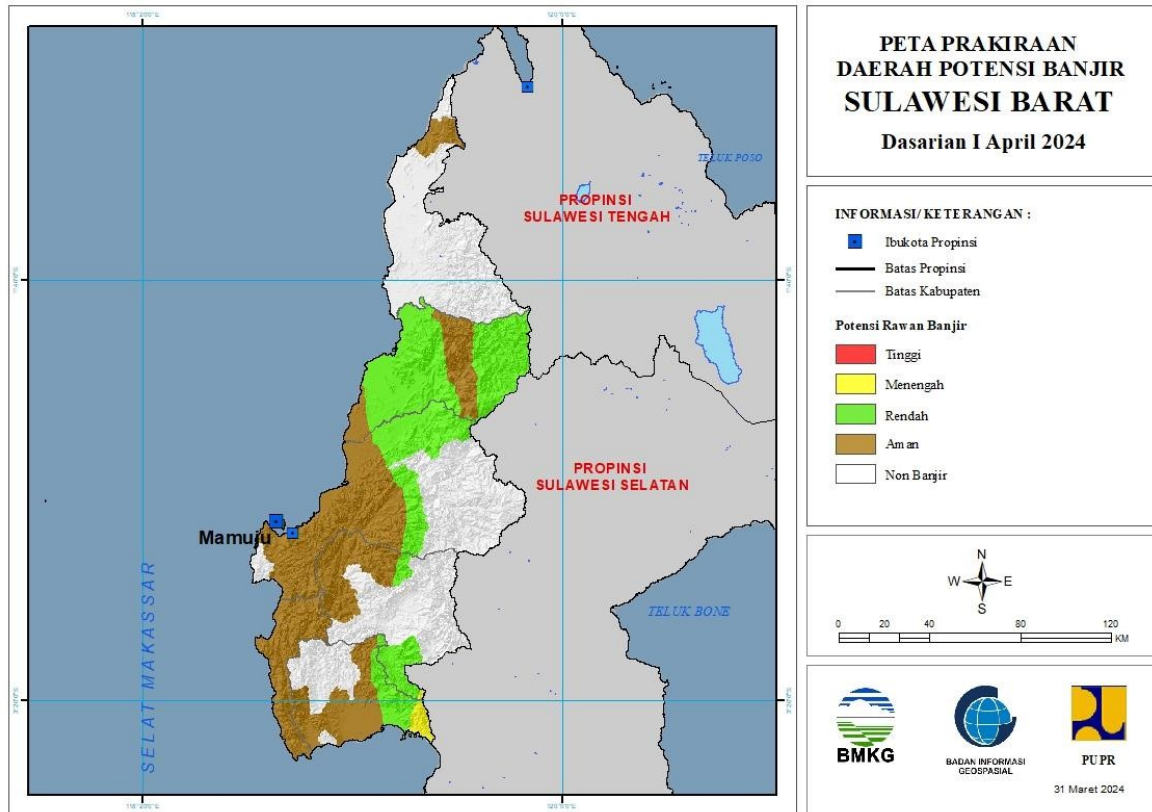 PETA PRAKIRAAN
DAERAH POTENSI BANJIR
SULAWESI BARAT
Dasarian I April 2024
INFORMASI/ KETERANGAN :
Ibukota Propinsi
Batas Propinsi
Batas Kabupaten
Potensi Rawan Banjir
Tinggi
Menengah
Rendah
Aman
Non Banjir
N
W E
S
0 20 40 80 120
KM
BMKG
BADAN INFORMASI
GEOSPASIAL
PUPR
31 Maret 2024
TELUK POSO
PROPINSI
SULAWESI TENGAH
PROPINSI
SULAWESI SELATAN
Mamuju
TELUK BONE
SELAT MAKASSAR